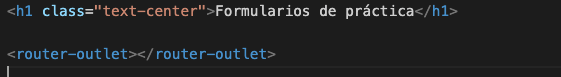 <h1 class="text-center">Formularios de práctica</h1>
<router-outlet></router-outlet>